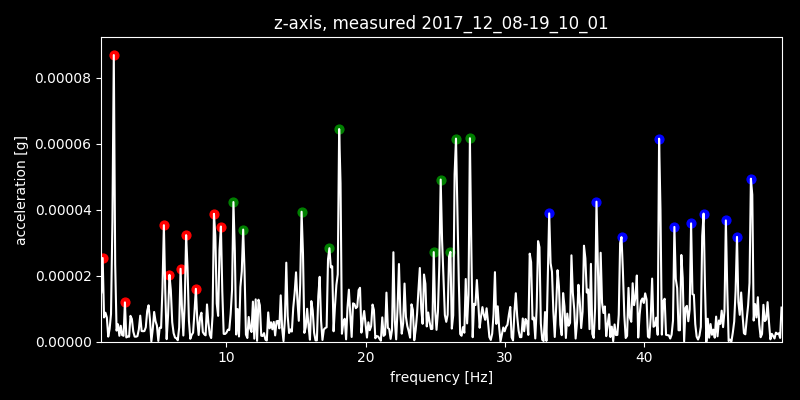 z-axis, measured 2017_12_08-19_10_01
0.00008
0.00006
0.00004
0.00002
0.00000
acceleration [g]
10 20 30 40
frequency [Hz]